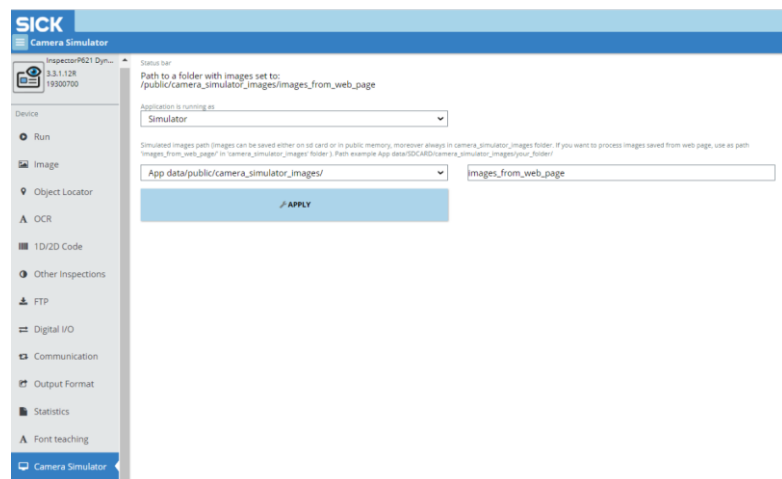 SICK
Camera Simulator
InspectorP621 Dyn...
3.3.1.12R
19300700
Device
Run
Image
Object Locator
OCR
1D/2D Code
Other Inspections
FTP
Digital I/O
Communication
Output Format
Statistics
Font teaching
Camera Simulator
Status bar
Path to a folder with images set to:
/public/camera_simulator_images/images_from_web_page
Application is running as
Simulator
Simulated images path (images can be saved either on sd card or in public memory, moreover always in camera_simulator_images folder. If you want to process images saved from web page, use as path
'images_from_web_page/' in 'camera_simulator_images' folder ). Path example App data/SDCARD/camera_simulator_images/your_folder/
App data/public/camera_simulator_images/
images_from_web_page
APPLY